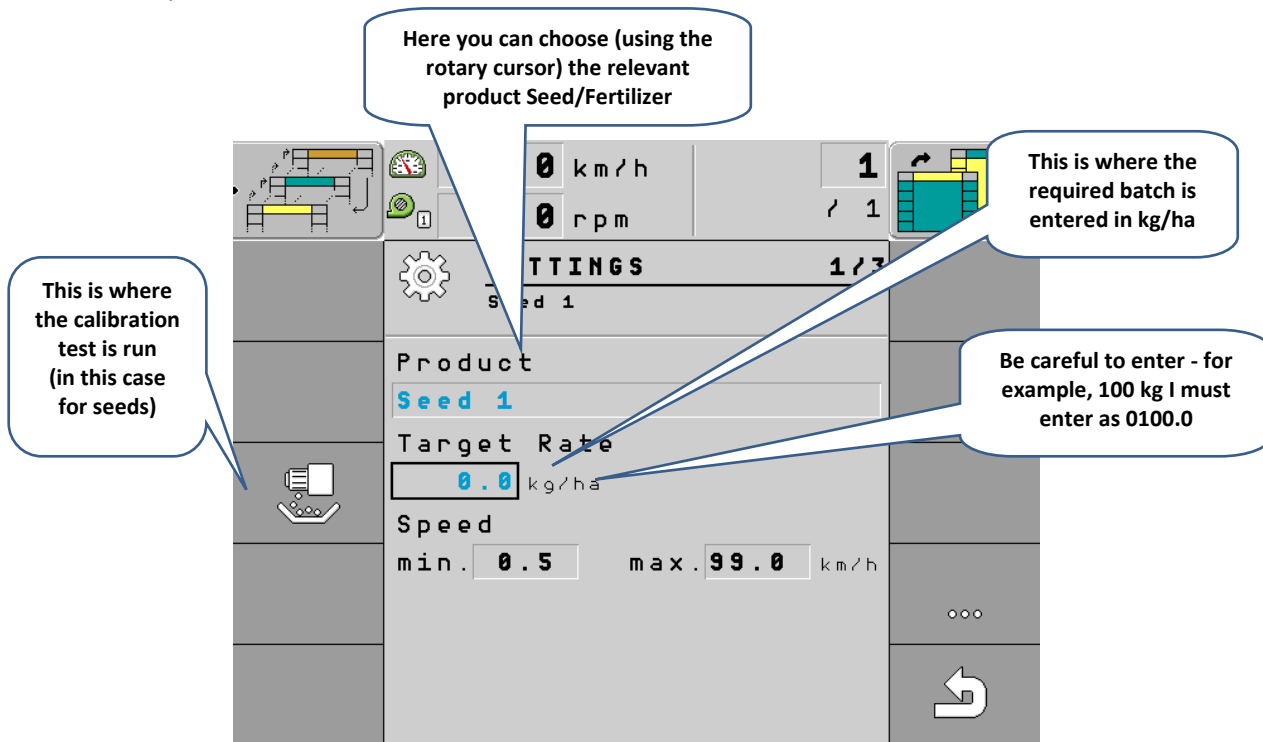 Here you can choose (using the
rotary cursor) the relevant
product Seed/Fertilizer
This is where the
required batch is
entered in kg/ha
This is where
the calibration
test is run
(in this case
for seeds)
Be careful to enter - for
example, 100 kg I must
enter as 0100.0
0 km/h
1
1
0 rpm
/ 1
TTINGS 1/3
S ed 1
Product
Seed 1
Target Rate
0.0 kg/ha
Speed
min. 0.5 max. 99.0 km/h